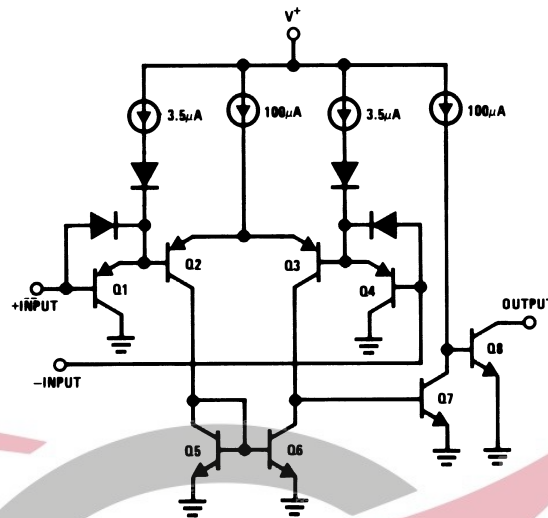 V+
3.5μA
100μA
3.5μA
100μA
Q1
Q2
Q3
Q4
+INPUT
OUTPUT
Q8
-INPUT
Q7
Q5
Q6